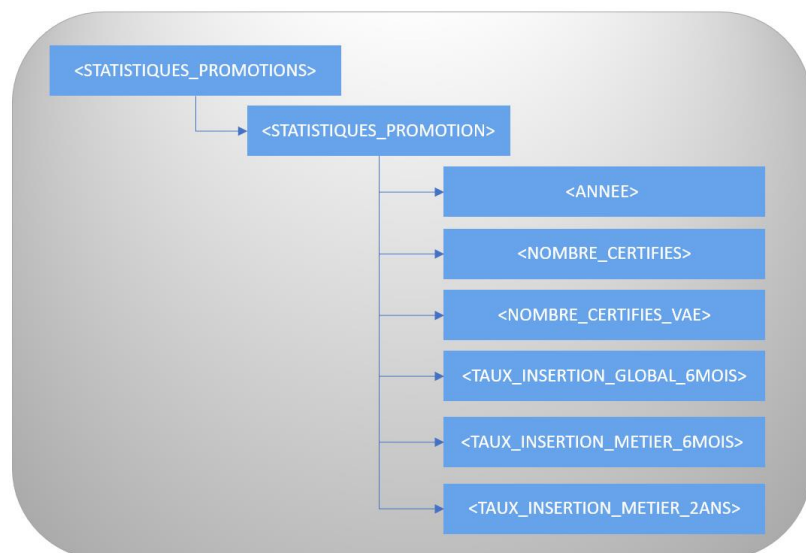 <STATISTIQUES_PROMOTIONS>
<STATISTIQUES_PROMOTION>
<ANNEE>
<NOMBRE_CERTIFIES>
<NOMBRE_CERTIFIES_VAE>
<TAUX_INSERTION_GLOBAL_6MOIS>
<TAUX_INSERTION_METIER_6MOIS>
<TAUX_INSERTION_METIER_2ANS>